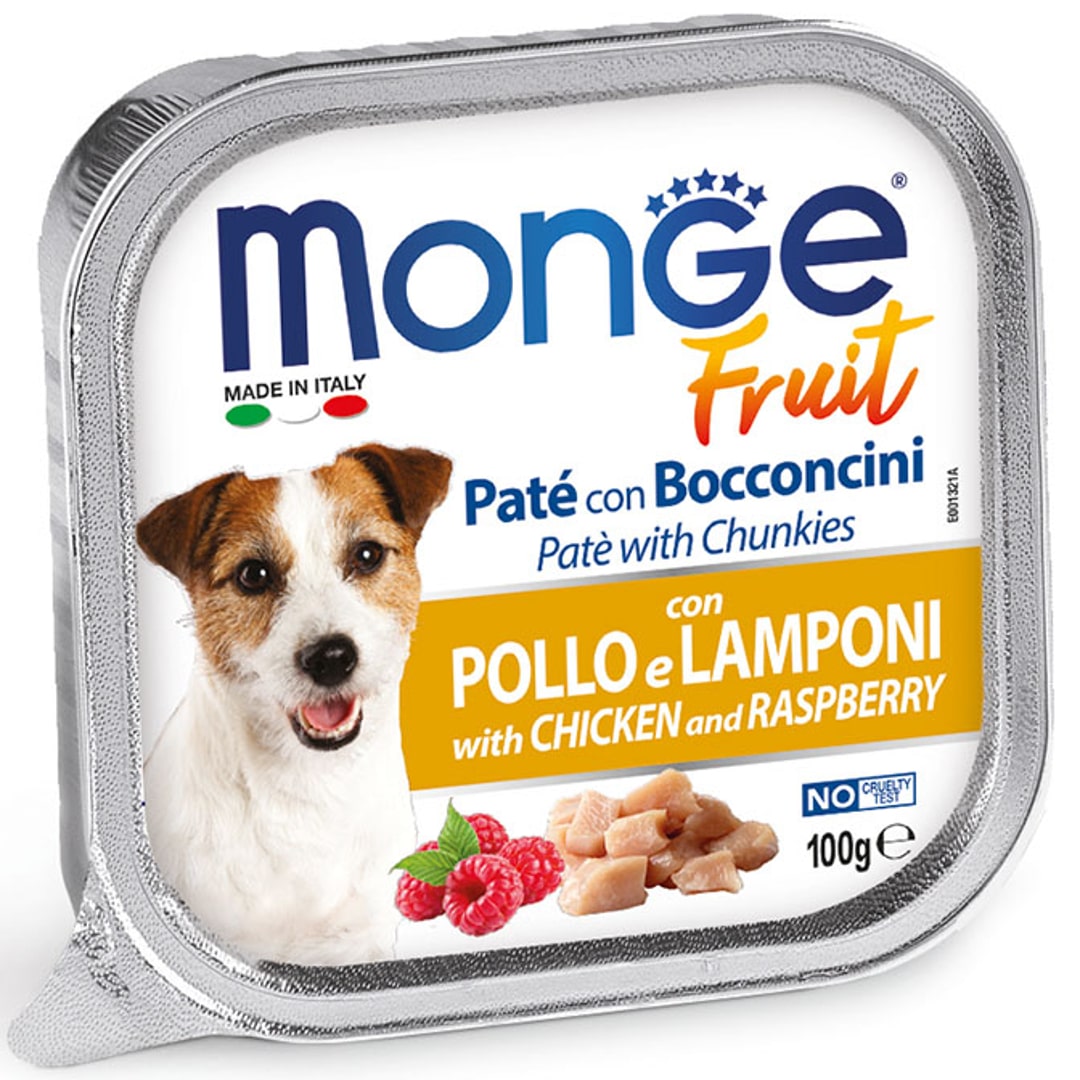 monGe®
Fruit
MADE IN ITALY
Paté con Bocconcini
Patè with Chunkies
E001321A
con
POLLO e LAMPONI
with CHICKEN and RASPBERRY
NO CRUELTY TEST
100g ℮